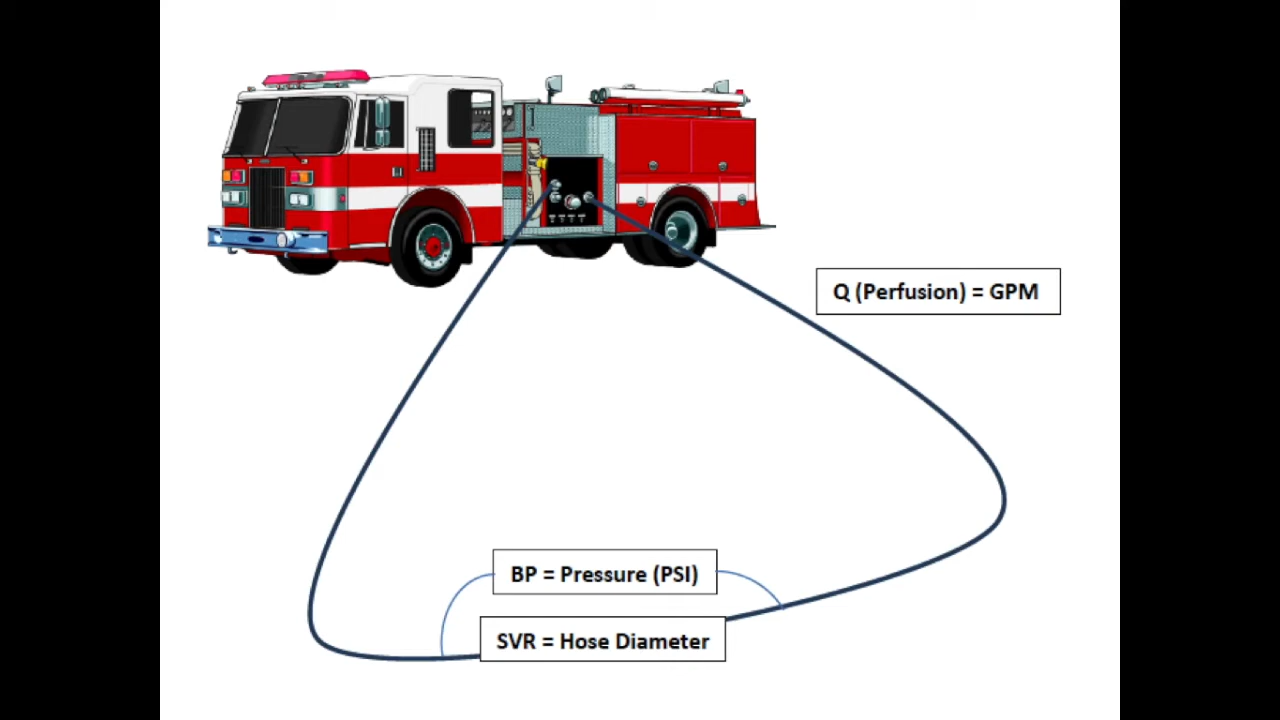 Q (Perfusion) = GPM
BP = Pressure (PSI)
SVR = Hose Diameter